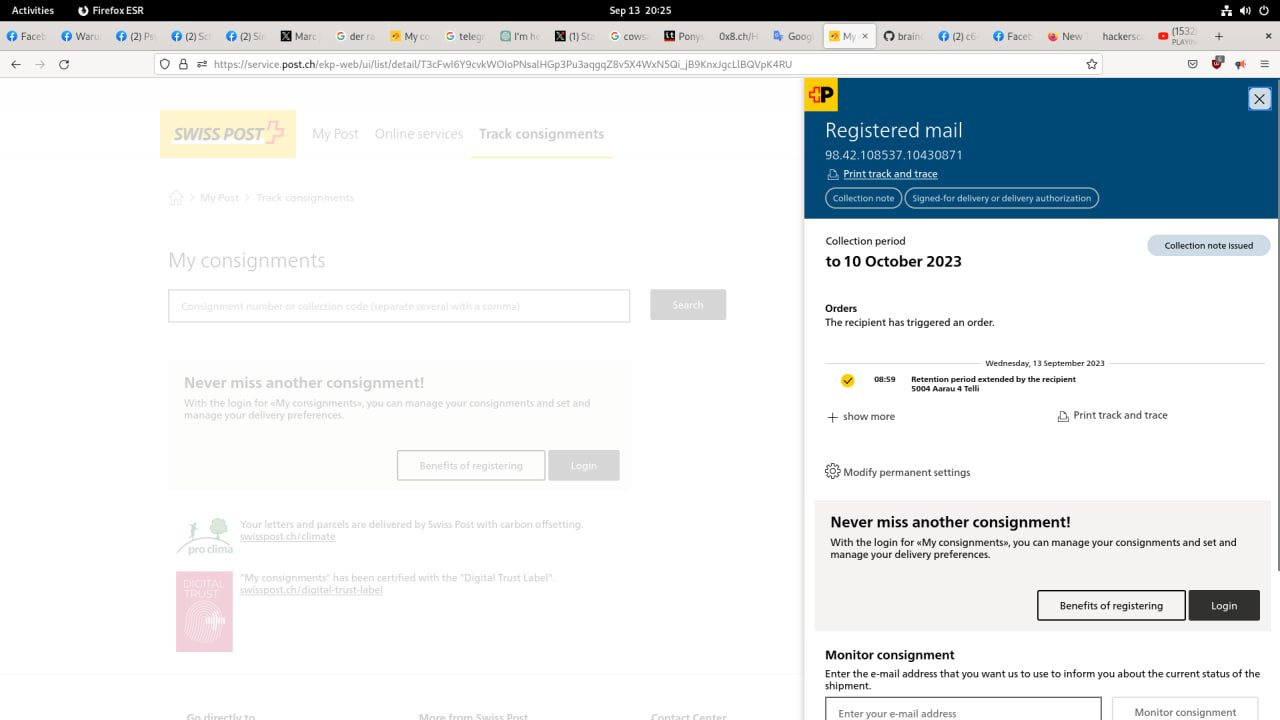 Activities
Firefox ESR
Sep 13 20:25
Faceb
Waru
(2) Ps
(2) Sc
(2) Sin
Marc
der ra
My co
telegr
I'm he
(1) Sta
cowsa
Ponys
0x8.ch/H
Goog
My
brain
(2) c6
Faceb
New
hackersc
(1532)
PLAYIN
https://service.post.ch/ekp-web/ui/list/detail/T3cFwI6Y9cvkWOIoPNsalHGp3Pu3aqgqZ8v5X4WxN5Qi_jB9KnxJgcLlBQVpK4RU
SWISS POST
My Post
Online services
Track consignments
My Post
Track consignments
My consignments
Consignment number or collection code (separate several with a comma)
Search
Never miss another consignment!
With the login for «My consignments», you can manage your consignments and set and
manage your delivery preferences.
Benefits of registering
Login
pro clima
Your letters and parcels are delivered by Swiss Post with carbon offsetting.
swisspost.ch/climate
DIGITAL
TRUST
"My consignments" has been certified with the "Digital Trust Label".
swisspost.ch/digital-trust-label
Go directly to
More from Swiss Post
Contact Center
P
Registered mail
98.42.108537.10430871
Print track and trace
Collection note
Signed-for delivery or delivery authorization
Collection period
to 10 October 2023
Collection note issued
Orders
The recipient has triggered an order.
Wednesday, 13 September 2023
08:59
Retention period extended by the recipient
5004 Aarau 4 Telli
show more
Print track and trace
Modify permanent settings
Never miss another consignment!
With the login for «My consignments», you can manage your consignments and set and
manage your delivery preferences.
Benefits of registering
Login
Monitor consignment
Enter the e-mail address that you want us to use to inform you about the current status of the
shipment.
Enter your e-mail address
Monitor consignment